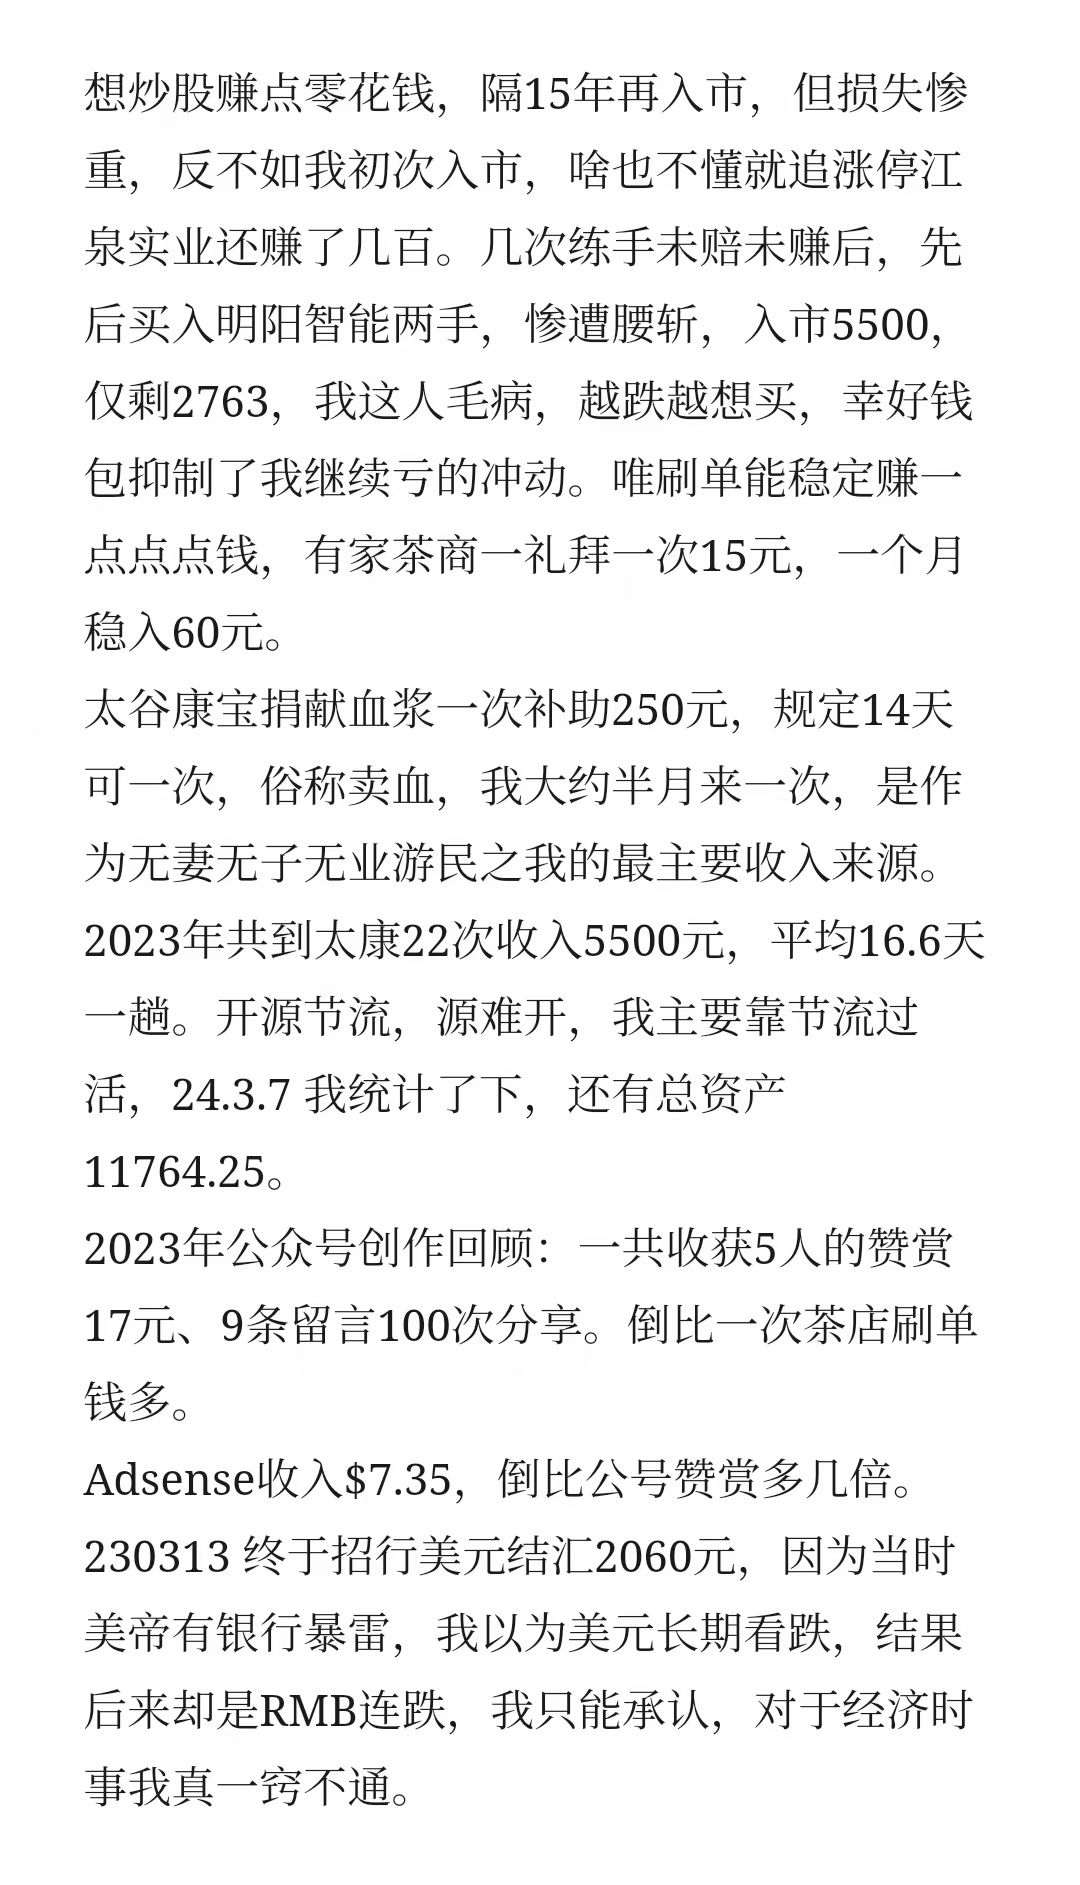 想炒股赚点零花钱，隔15年再入市，但损失惨
重，反不如我初次入市，啥也不懂就追涨停江
泉实业还赚了几百。几次练手未赔未赚后，先
后买入明阳智能两手，惨遭腰斩，入市5500，
仅剩2763，我这人毛病，越跌越想买，幸好钱
包抑制了我继续亏的冲动。唯刷单能稳定赚一
点点点钱，有家茶商一礼拜一次15元，一个月
稳入60元。
太谷康宝捐献血浆一次补助250元，规定14天
可一次，俗称卖血，我大约半月来一次，是作
为无妻无子无业游民之我的最主要收入来源。
2023年共到太康22次收入5500元，平均16.6天
一趟。开源节流，源难开，我主要靠节流过
活，24.3.7 我统计了下，还有总资产
11764.25。
2023年公众号创作回顾：一共收获5人的赞赏
17元、9条留言100次分享。倒比一次茶店刷单
钱多。
Adsense收入$7.35，倒比公号赞赏多几倍。
230313 终于招行美元结汇2060元，因为当时
美帝有银行暴雷，我以为美元长期看跌，结果
后来却是RMB连跌，我只能承认，对于经济时
事我真一窍不通。